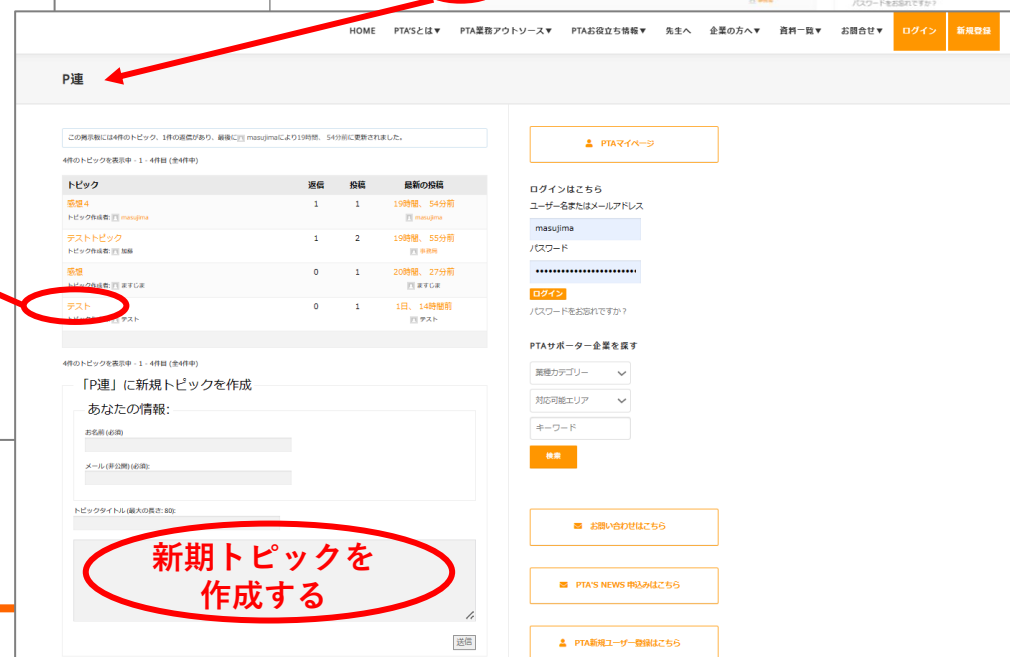 パスワードをお忘れですか?
HOME PTA'Sとは▼ PTA業務アウトソース▼ PTAお役立ち情報▼ 先生へ 企業の方へ▼ 資料一覧▼ お問合せ▼ ログイン 新規登録
P連
この掲示板には4件のトピック、1件の返信があり、最後に masujimaにより19時間、 54分前に更新されました。
4件のトピックを表示中 - 1 - 4件目 (全4件中)
トピック 返信 投稿 最新の投稿
感想4 1 1 19時間、 54分前
トピック作成者: masujima masujima
テストトピック 1 2 19時間、 55分前
トピック作成者: 加藤
感想 0 1 20時間、 27分前
トピック作成者: ますじま ますじま
テスト 0 1 1日、 14時間前
テスト テスト
4件のトピックを表示中 - 1 - 4件目 (全4件中)
「P連」に新規トピックを作成
あなたの情報:
お名前 (必須)
メール (非公開) (必須):
トピックタイトル (最大の長さ: 80):
新期トピックを
作成する
送信
PTAマイページ
ログインはこちら
ユーザー名またはメールアドレス
masujima
パスワード
ログイン
パスワードをお忘れですか?
PTAサポーター企業を探す
業種カテゴリー
対応可能エリア
キーワード
検索
お問い合わせはこちら
PTA'S NEWS 申込みはこちら
PTA新規ユーザー登録はこちら